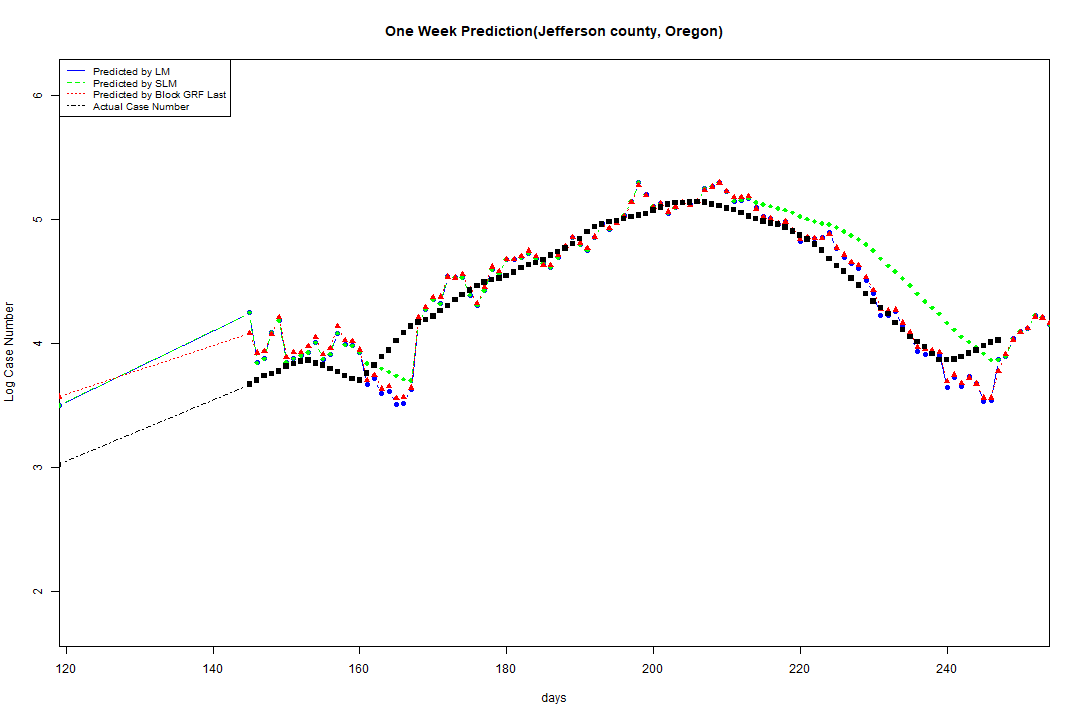 One Week Prediction(Jefferson county, Oregon)
Predicted by LM
Predicted by SLM
Predicted by Block GRF Last
Actual Case Number
6
5
4
3
2
Log Case Number
120 140 160 180 200 220 240
days